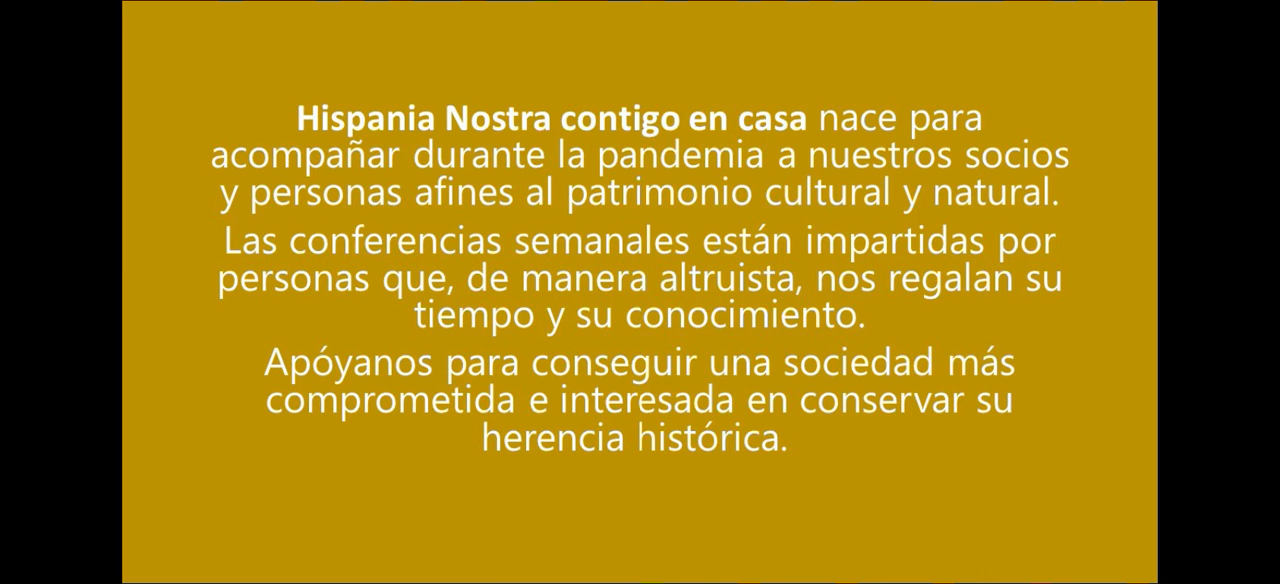 Hispania Nostra contigo en casa nace para
acompañar durante la pandemia a nuestros socios
y personas afines al patrimonio cultural y natural.
Las conferencias semanales están impartidas por
personas que, de manera altruista, nos regalan su
tiempo y su conocimiento.
Apóyanos para conseguir una sociedad más
comprometida e interesada en conservar su
herencia histórica.